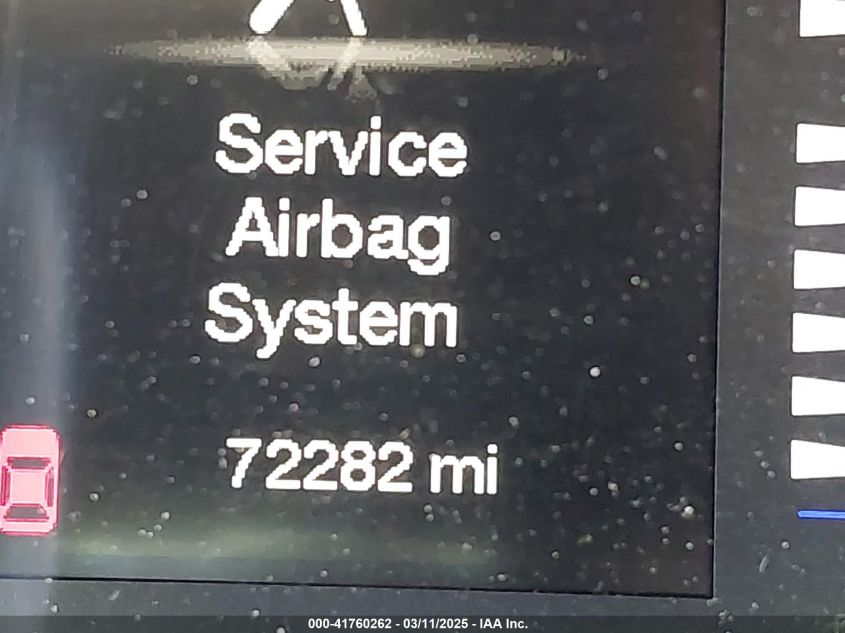 Service
Airbag
System
72282 mi
000-41760262 - 03/11/2025 - IAA Inc.